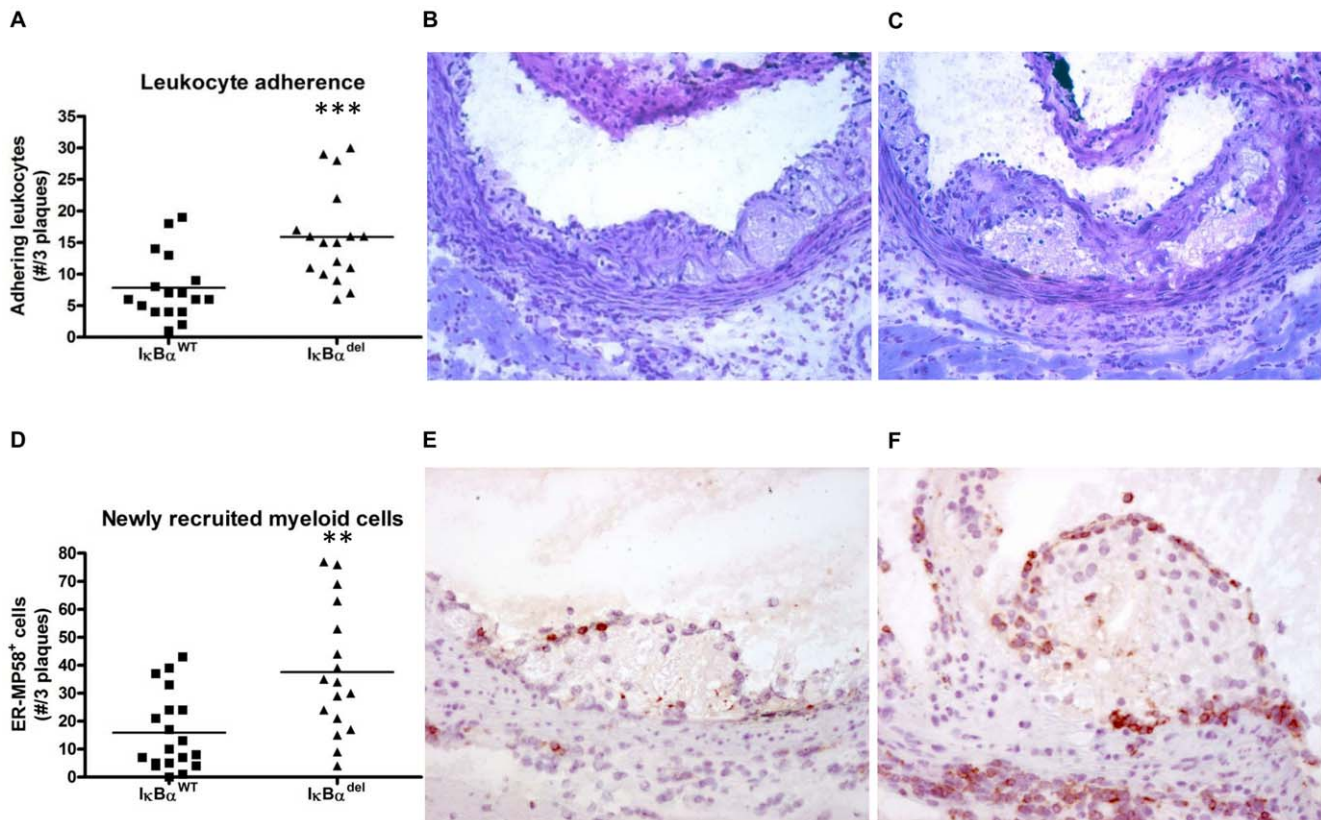 A
B
C
Leukocyte adherence
***
Adhering leukocytes
(#/3 plaques)
35
30
25
20
15
10
5
0
IκBα^WT
IκBα^del
D
E
F
Newly recruited myeloid cells
**
ER-MP58⁺ cells
(#/3 plaques)
80
70
60
50
40
30
20
10
0
IκBα^WT
IκBα^del